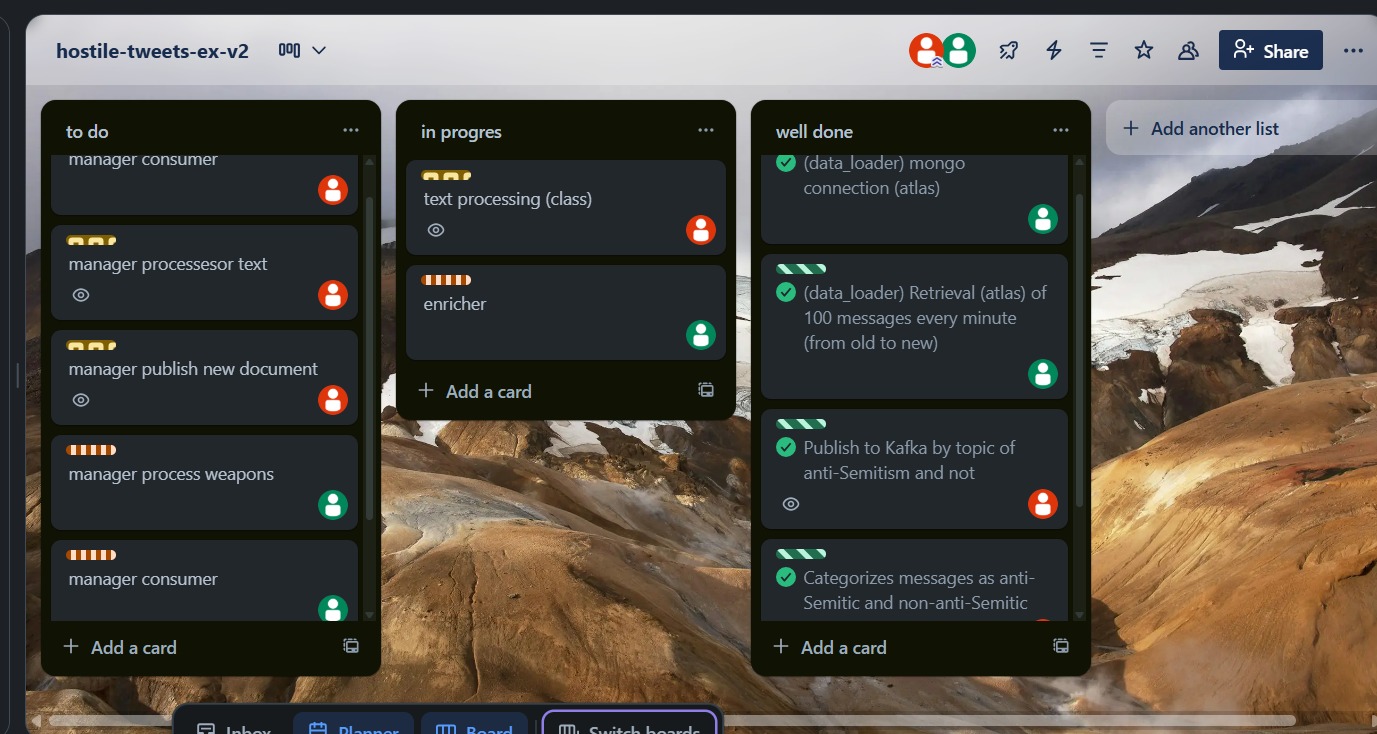 hostile-tweets-ex-v2
Share
to do
manager consumer
manager processesor text
manager publish new document
manager process weapons
manager consumer
Add a card
in progres
text processing (class)
enricher
Add a card
well done
(data_loader) mongo
connection (atlas)
(data_loader) Retrieval (atlas) of
100 messages every minute
(from old to new)
Publish to Kafka by topic of
anti-Semitism and not
Categorizes messages as anti-
Semitic and non-anti-Semitic
Add a card
Add another list
Inbox
Planner
Board
Switch boards